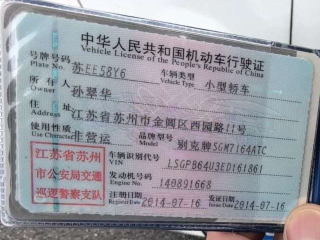 中华人民共和国机动车行驶证
Vehicle License of the People's Republic of China
号牌号码 苏EE58Y6 车辆类型 小型轿车
Plate No. Vehicle Type
所有人 孙翠华
Owner
住址 江苏省苏州市金阊区西园路11号
Address
使用性质 非营运 品牌型号 别克牌SGM7164ATC
Use Character Model
江苏省苏州
市公安局交通
巡逻警察支队
车辆识别代号 LSGPB64U3ED161861
VIN
发动机号码 140891668
Engine No.
注册日期 2014-07-16 发证日期 2014-07-16
Register Date Issue Date